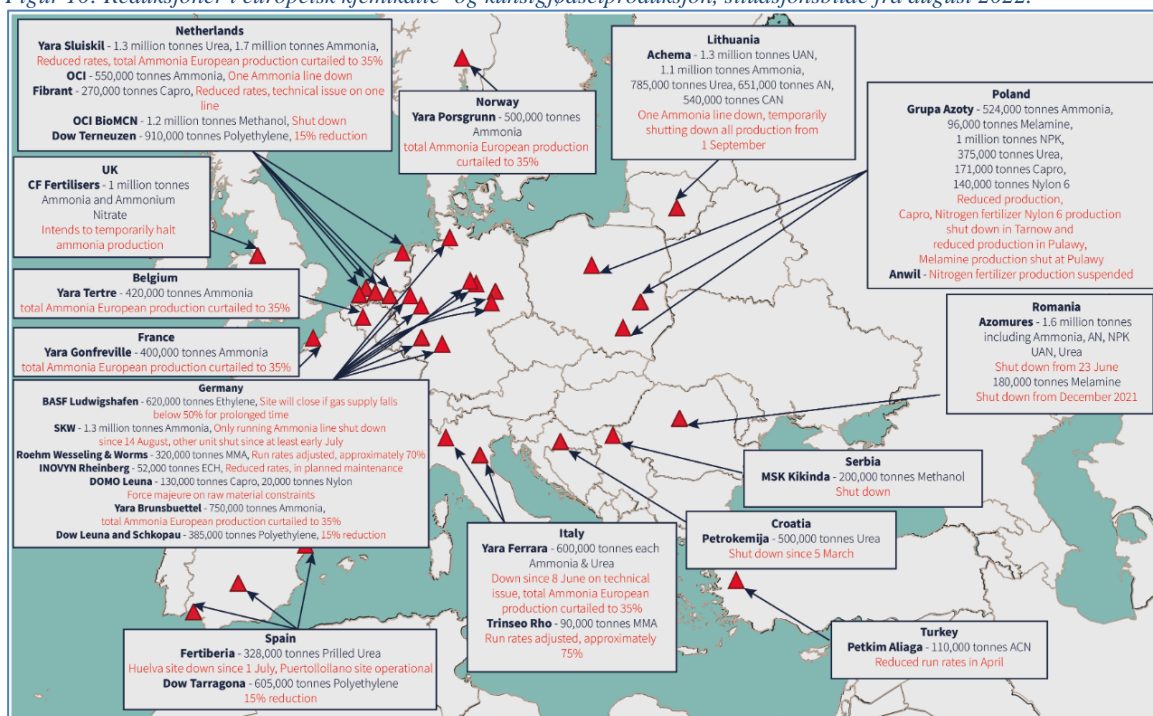 Figur 10: Reduksjoner i europeisk kjemikalie- og kunstgjødselproduksjon, situasjonsbilde fra august 2022.
Netherlands
Yara Sluiskil - 1.3 million tonnes Urea, 1.7 million tonnes Ammonia,
Reduced rates, total Ammonia European production curtailed to 35%
OCI - 550,000 tonnes Ammonia, One Ammonia line down
Fibrant - 270,000 tonnes Capro, Reduced rates, technical issue on one
line
OCI BioMCN - 1.2 million tonnes Methanol, Shut down
Dow Terneuzen - 910,000 tonnes Polyethylene, 15% reduction
Norway
Yara Porsgrunn - 500,000 tonnes
Ammonia
total Ammonia European production
curtailed to 35%
Lithuania
Achema - 1.3 million tonnes UAN,
1.1 million tonnes Ammonia,
785,000 tonnes Urea, 651,000 tonnes AN,
540,000 tonnes CAN
One Ammonia line down, temporarily
shutting down all production from
1 September
Poland
Grupa Azoty - 524,000 tonnes Ammonia,
96,000 tonnes Melamine,
1 million tonnes NPK,
375,000 tonnes Urea,
171,000 tonnes Capro,
140,000 tonnes Nylon 6
Reduced production,
Capro, Nitrogen fertilizer Nylon 6 production
shut down in Tarnow and
reduced production in Pulawy,
Melamine production shut at Pulawy
Anwil - Nitrogen fertilizer production suspended
UK
CF Fertilisers - 1 million tonnes
Ammonia and Ammonium
Nitrate
Intends to temporarily halt
ammonia production
Belgium
Yara Tertre - 420,000 tonnes Ammonia
total Ammonia European production curtailed to 35%
France
Yara Gonfreville - 400,000 tonnes Ammonia
total Ammonia European production curtailed to 35%
Germany
BASF Ludwigshafen - 620,000 tonnes Ethylene, Site will close if gas supply falls
below 50% for prolonged time
SKW - 1.3 million tonnes Ammonia, Only running Ammonia line shut down
since 14 August, other unit shut since at least early July
Roehm Wesseling & Worms - 320,000 tonnes MMA, Run rates adjusted, approximately 70%
INOVYN Rheinberg - 52,000 tonnes ECH, Reduced rates, in planned maintenance
DOMO Leuna - 130,000 tonnes Capro, 20,000 tonnes Nylon
Force majeure on raw material constraints
Yara Brunsbuettel - 750,000 tonnes Ammonia,
total Ammonia European production curtailed to 35%
Dow Leuna and Schkopau - 385,000 tonnes Polyethylene, 15% reduction
Romania
Azomures - 1.6 million tonnes
including Ammonia, AN, NPK
UAN, Urea
Shut down from 23 June
180,000 tonnes Melamine
Shut down from December 2021
Serbia
MSK Kikinda - 200,000 tonnes Methanol
Shut down
Croatia
Petrokemija - 500,000 tonnes Urea
Shut down since 5 March
Italy
Yara Ferrara - 600,000 tonnes each
Ammonia & Urea
Down since 8 June on technical
issue, total Ammonia European
production curtailed to 35%
Trinseo Rho - 90,000 tonnes MMA
Run rates adjusted, approximately
75%
Spain
Fertiberia - 328,000 tonnes Prilled Urea
Huelva site down since 1 July, Puertollolano site operational
Dow Tarragona - 605,000 tonnes Polyethylene
15% reduction
Turkey
Petkim Aliaga - 110,000 tonnes ACN
Reduced run rates in April